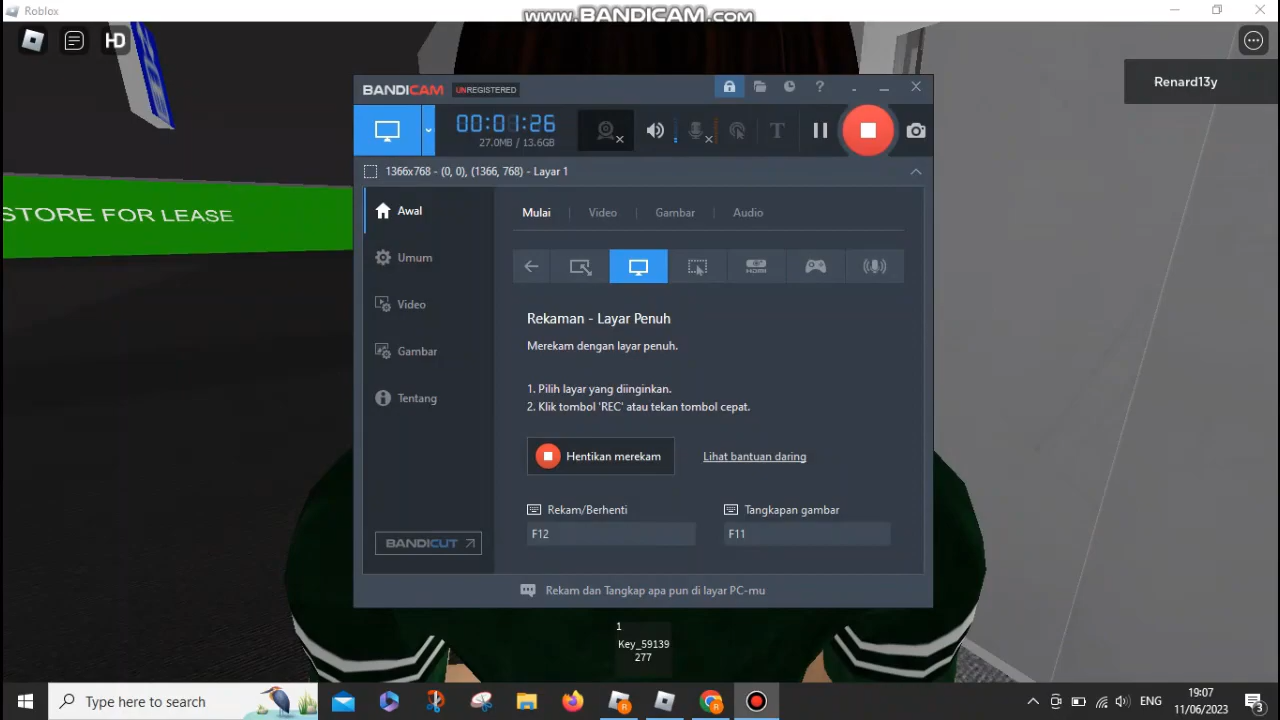 Roblox
www.BANDICAM.com
HD
Renard13y
BANDICAM UNREGISTERED
?
00:01:26
27.0MB / 13.6GB
T
1366x768 - (0, 0), (1366, 768) - Layar 1
STORE FOR LEASE
Awal
Umum
Video
Gambar
Tentang
BANDICUT
Mulai
Video
Gambar
Audio
HDMI
Rekaman - Layar Penuh
Merekam dengan layar penuh.
1. Pilih layar yang diinginkan.
2. Klik tombol 'REC' atau tekan tombol cepat.
Hentikan merekam
Lihat bantuan daring
Rekam/Berhenti
F12
Tangkapan gambar
F11
Rekam dan Tangkap apa pun di layar PC-mu
1
Key_59139
277
Type here to search
R
R
ENG
19:07
11/06/2023
3